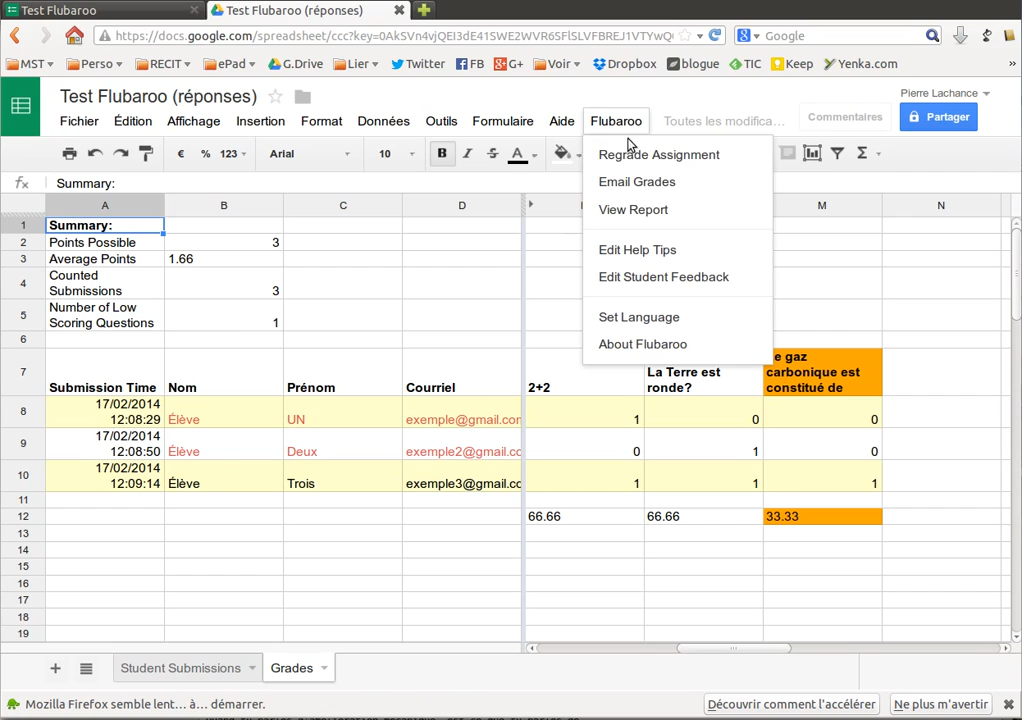 Test Flubaroo
Test Flubaroo (réponses)
https://docs.google.com/spreadsheet/ccc?key=0AkSVn4vjQEI3dE41SWE2WVR6SFlSLVFBREJ1VTYwQ
Google
MST Perso RECIT ePad G.Drive Lier Twitter FB G+ Voir Dropbox blogue TIC Keep Yenka.com »
Test Flubaroo (réponses)
Pierre Lachance
Fichier Édition Affichage Insertion Format Données Outils Formulaire Aide Flubaroo Toutes les modifica…
Commentaires
Partager
€ % 123 Arial 10 B I S A Σ
Regrade Assignment
Email Grades
View Report
Edit Help Tips
Edit Student Feedback
Set Language
About Flubaroo
fx Summary:
A B C D M N
1 Summary:
2 Points Possible 3
3 Average Points 1.66
4 Counted
Submissions 3
5 Number of Low
Scoring Questions 1
6
7 Submission Time Nom Prénom Courriel 2+2
La Terre est
ronde?
e gaz
carbonique est
constitué de
8 17/02/2014
12:08:29 Élève UN exemple@gmail.con 1 0 0
9 17/02/2014
12:08:50 Élève Deux exemple2@gmail.co 0 1 0
10 17/02/2014
12:09:14 Élève Trois exemple3@gmail.co 1 1 1
11
12 66.66 66.66 33.33
13
14
15
16
17
18
19
Student Submissions
Grades
Mozilla Firefox semble lent… à… démarrer.
Découvrir comment l'accélérer
Ne plus m'avertir